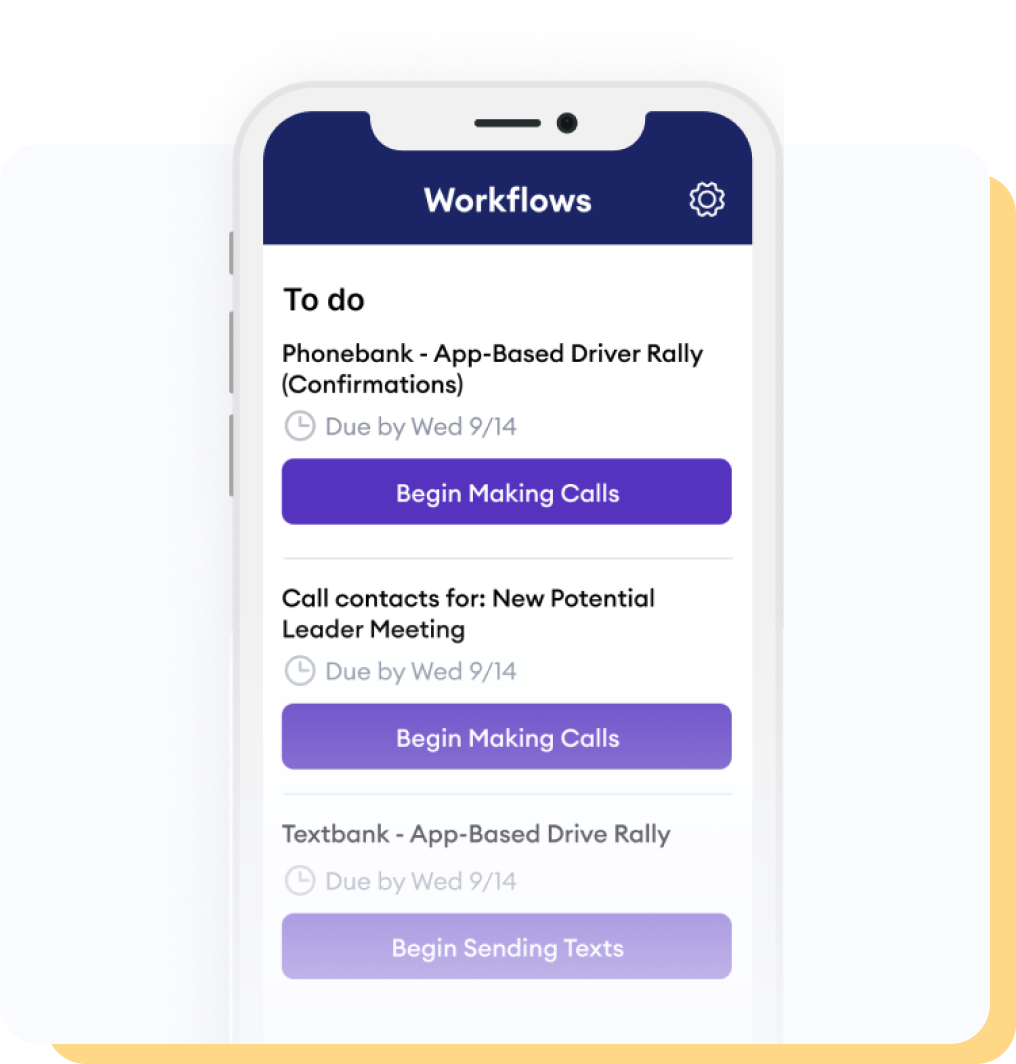 Workflows
To do
Phonebank - App-Based Driver Rally
(Confirmations)
Due by Wed 9/14
Begin Making Calls
Call contacts for: New Potential
Leader Meeting
Due by Wed 9/14
Begin Making Calls
Textbank - App-Based Drive Rally
Due by Wed 9/14
Begin Sending Texts